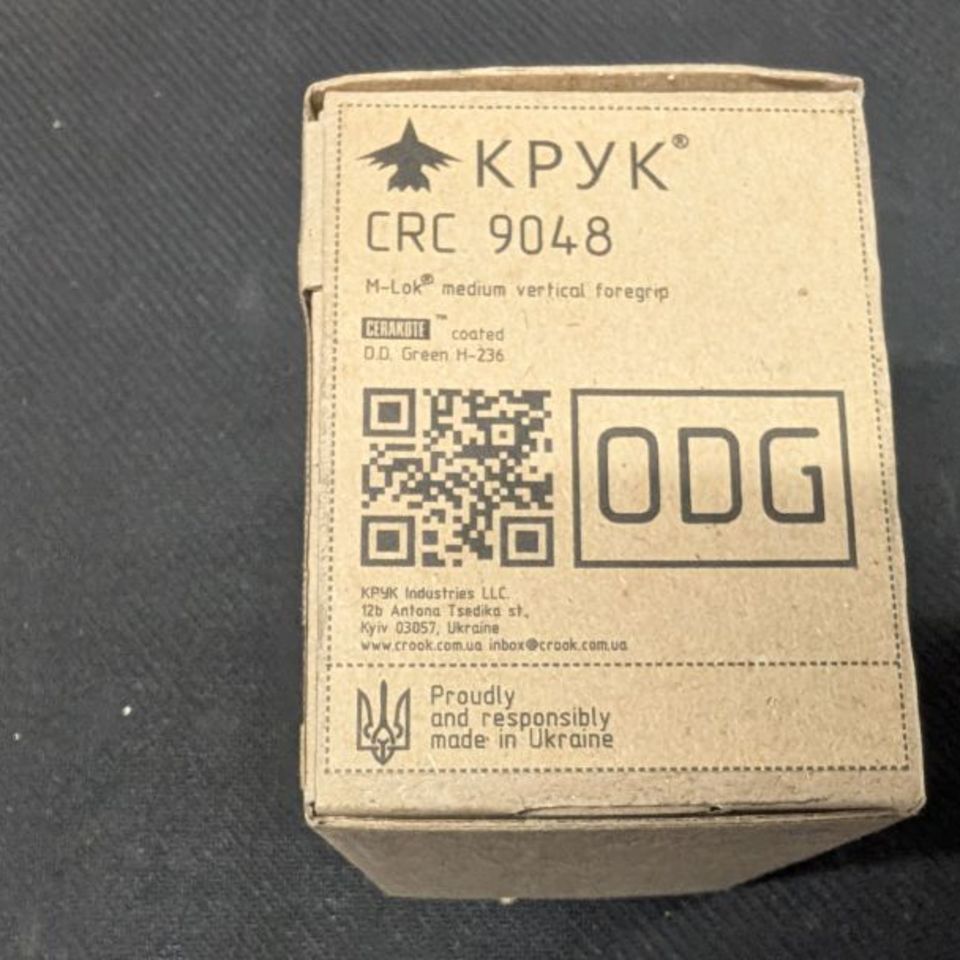 КРУК®
CRC 9048
M-Lok® medium vertical foregrip
CERAKOTE™ coated
O.D. Green H-236
ODG
КРУК Industries LLC.
12b Antona Tsedika st.,
Kyiv 03057, Ukraine
www.crook.com.ua inbox@crook.com.ua
Proudly
and responsibly
made in Ukraine